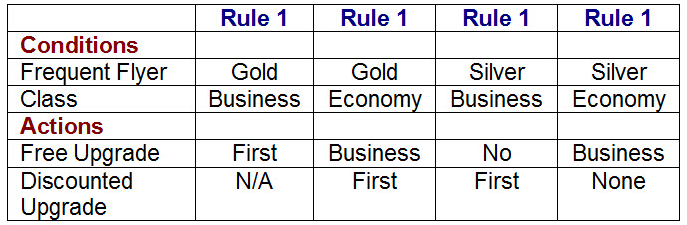 Rule 1 Rule 1 Rule 1 Rule 1
Conditions
Frequent Flyer Gold Gold Silver Silver
Class Business Economy Business Economy
Actions
Free Upgrade First Business No Business
Discounted N/A First First None
Upgrade